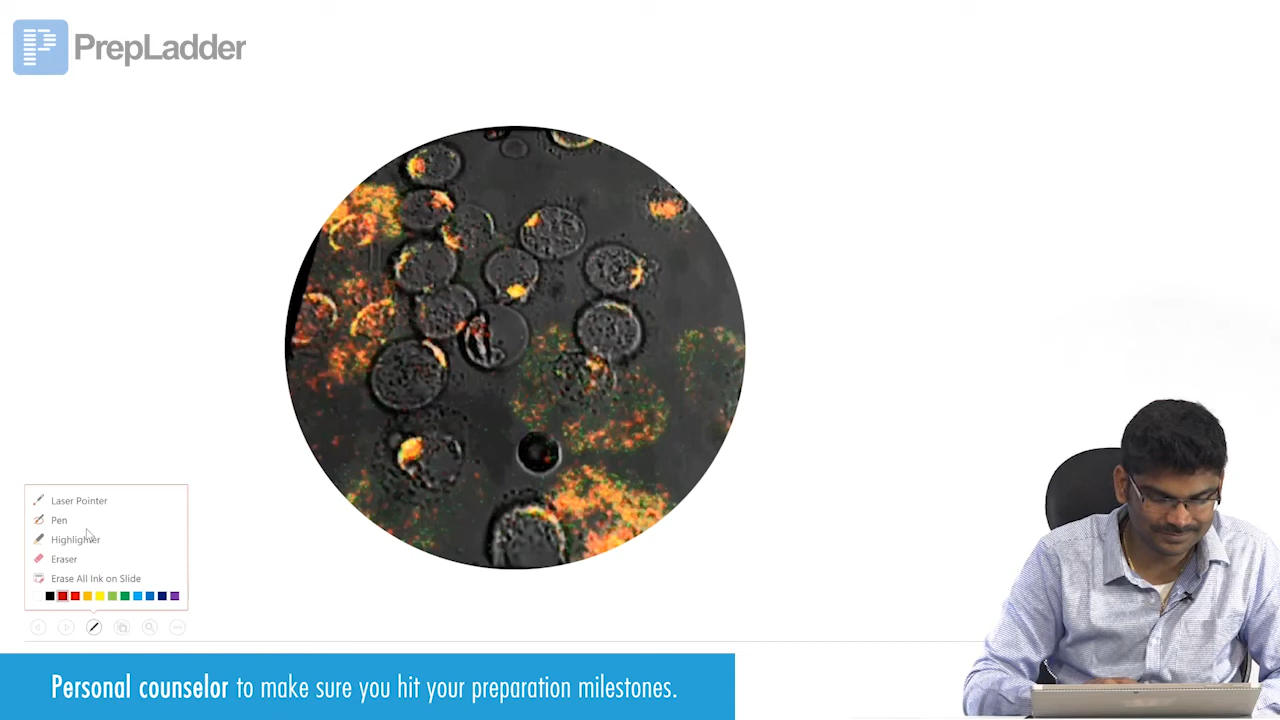 PrepLadder
Laser Pointer
Pen
Highlighter
Eraser
Erase All Ink on Slide
Personal counselor to make sure you hit your preparation milestones.